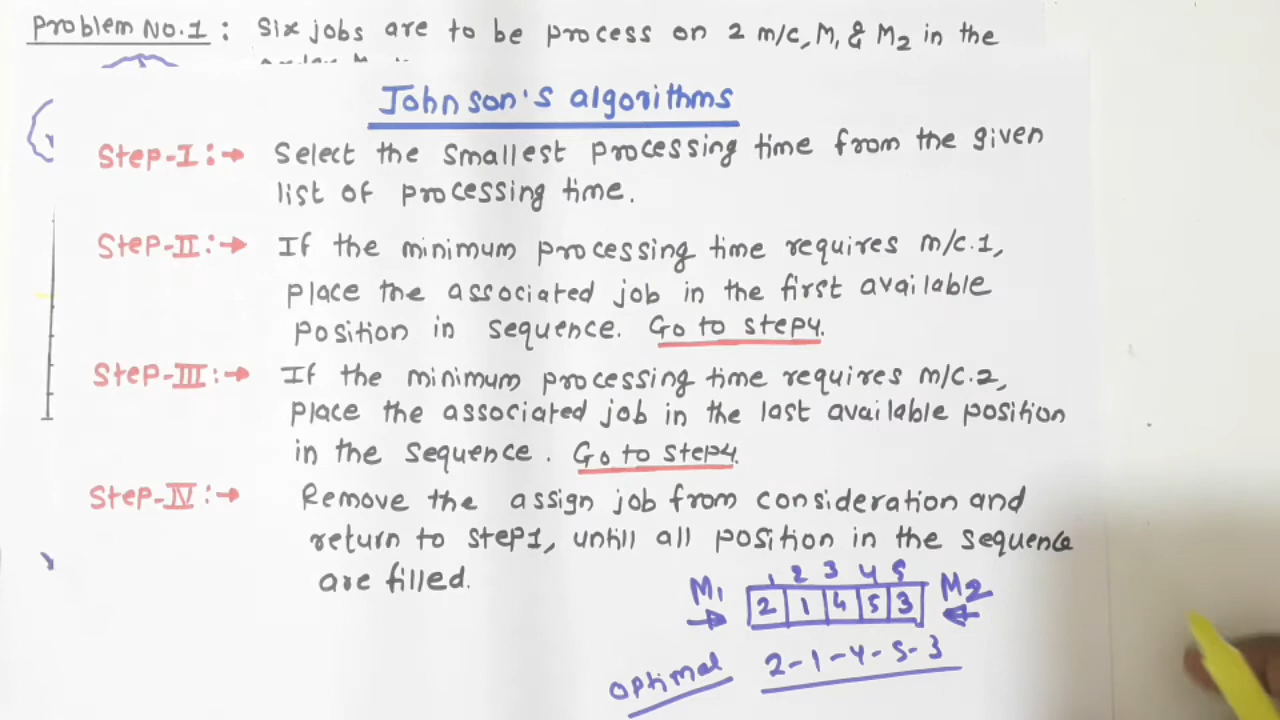 Problem No.1 : Six jobs are to be process on 2 m/c, M1 & M2 in the
Johnson's algorithms
Step-I :→ Select the smallest processing time from the given
list of processing time.
Step-II :→ If the minimum processing time requires m/c.1,
place the associated job in the first available
position in sequence. Go to step4.
Step-III :→ If the minimum processing time requires m/c.2,
place the associated job in the last available position
in the sequence. Go to step4.
Step-IV :→ Remove the assign job from consideration and
return to step1, untill all position in the sequence
are filled.
1 2 3 4 5
M1 → 2 1 4 5 3 M2 ←
optimal 2-1-4-5-3